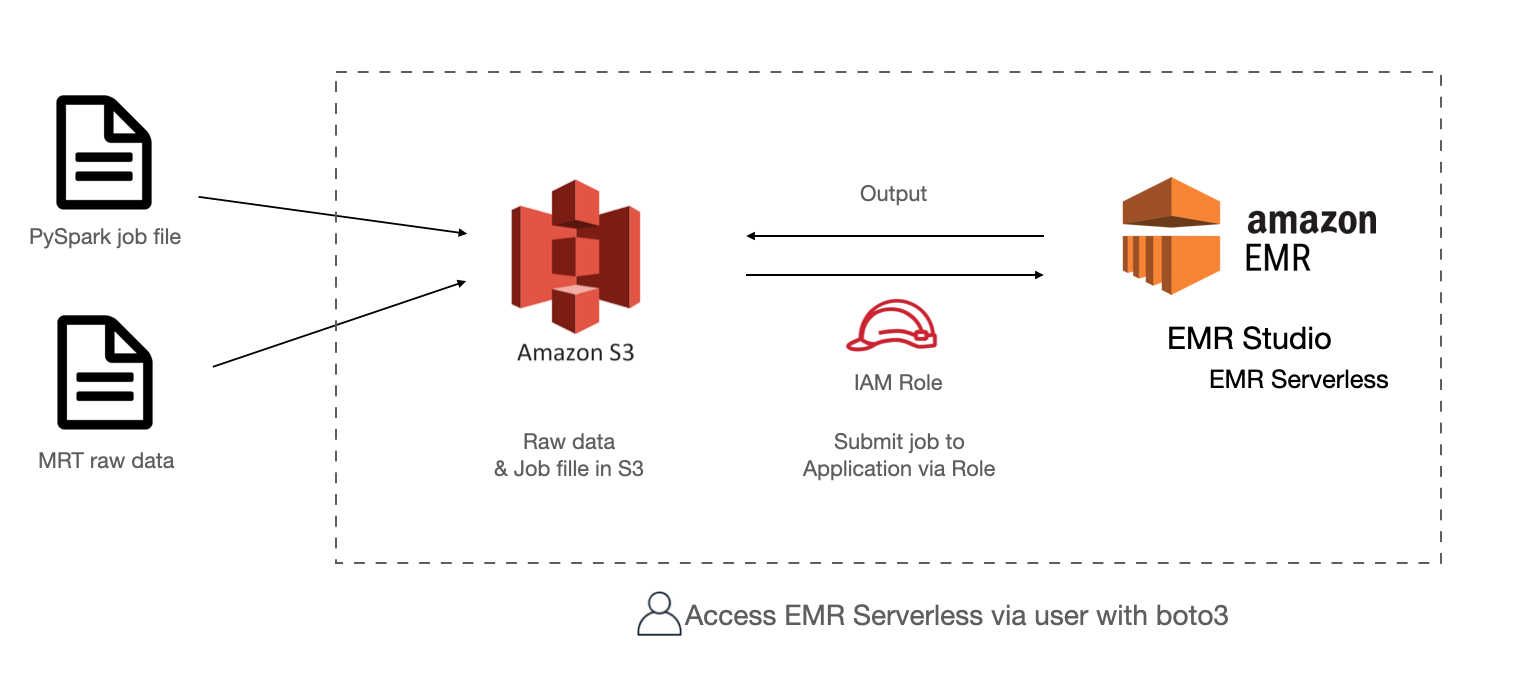 PySpark job file
MRT raw data
Amazon S3
Raw data
& Job fille in S3
Output
IAM Role
Submit job to
Application via Role
amazon
EMR
EMR Studio
EMR Serverless
Access EMR Serverless via user with boto3